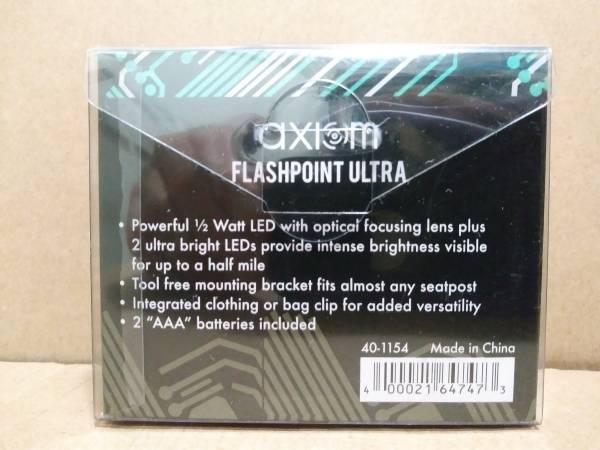 axiom
FLASHPOINT ULTRA
• Powerful ½ Watt LED with optical focusing lens plus
2 ultra bright LEDs provide intense brightness visible
for up to a half mile
• Tool free mounting bracket fits almost any seatpost
• Integrated clothing or bag clip for added versatility
• 2 “AAA” batteries included
40-1154 Made in China
4 00021 64747 3